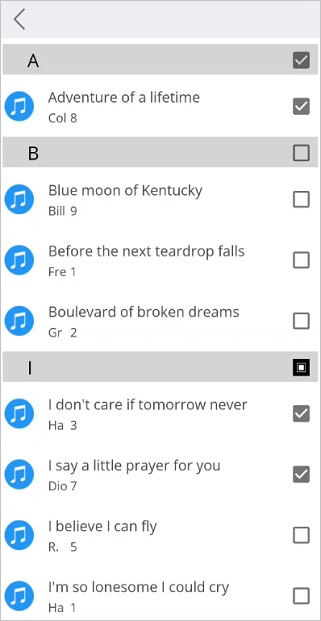 A
Adventure of a lifetime
Col 8
B
Blue moon of Kentucky
Bill 9
Before the next teardrop falls
Fre 1
Boulevard of broken dreams
Gr 2
I
I don't care if tomorrow never
Ha 3
I say a little prayer for you
Dio 7
I believe I can fly
R. 5
I'm so lonesome I could cry
Ha 1